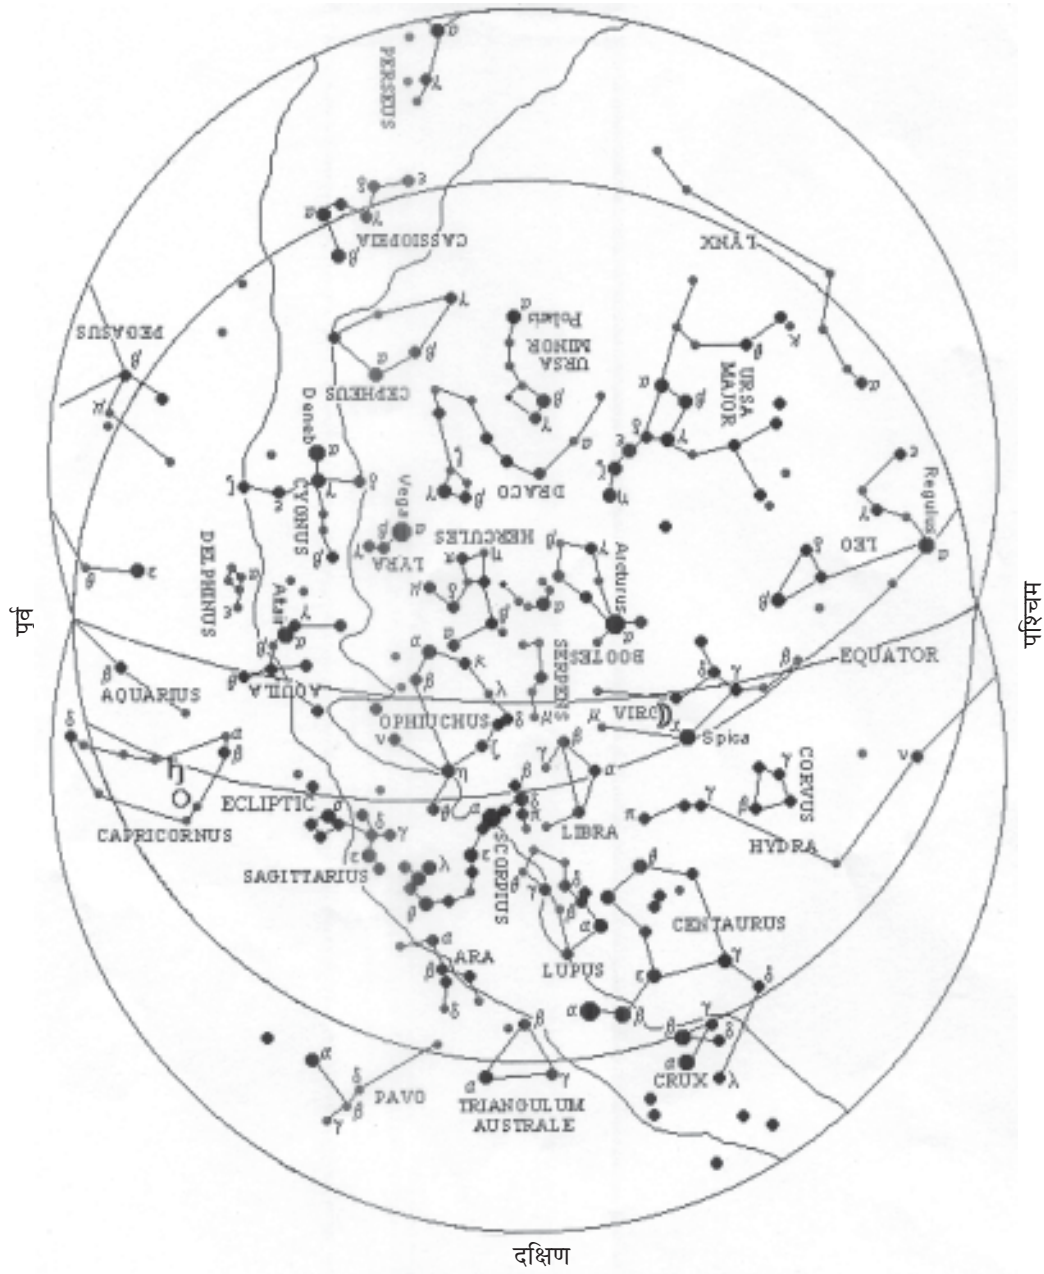 α
PERSEUS
γ
δ
ε
α
γ
CASSIOPEIA
β
LYNX
PEGASUS
β
μ
γ
α
β
CEPHEUS
α
Polaris
URSA
MINOR
β
γ
κ
θ
URSA
MAJOR
α
β
α
δ
γ
ε
ζ
η
Deneb
α
γ
δ
ζ
ε
CYGNUS
β
ζ
γ
β
α
DRACO
Vega
α
γ
LYRA
HERCULES
π
η
μ
δ
β
α
β
γ
α
Arcturus
α
BOOTES
ε
Regulus
γ
LEO
α
δ
β
θ
ε
DELPHINUS
α
ε
γ
α
β
θ
AQUILA
पूर्व
पश्चिम
β
AQUARIUS
α
β
κ
λ
SERPENS
μ
μ
δ
γ
β
EQUATOR
OPHIUCHUS
δ
ν
ζ
η
θ
VIRG
Spica
δ
α
β
CAPRICORNUS
ECLIPTIC
γ
β
α
LIBRA
π
γ
γ
β
CORVUS
ν
HYDRA
σ
δ
γ
ε
SAGITTARIUS
λ
θ
α
β
δ
π
ε
SCORPIUS
θ
γ
δ
β
α
LUPUS
β
CENTAURUS
γ
ε
δ
α
β
α
β
ARA
δ
γ
β
δ
α
CRUX
λ
α
δ
β
γ
PAVO
β
α
γ
TRIANGULUM
AUSTRALE
दक्षिण